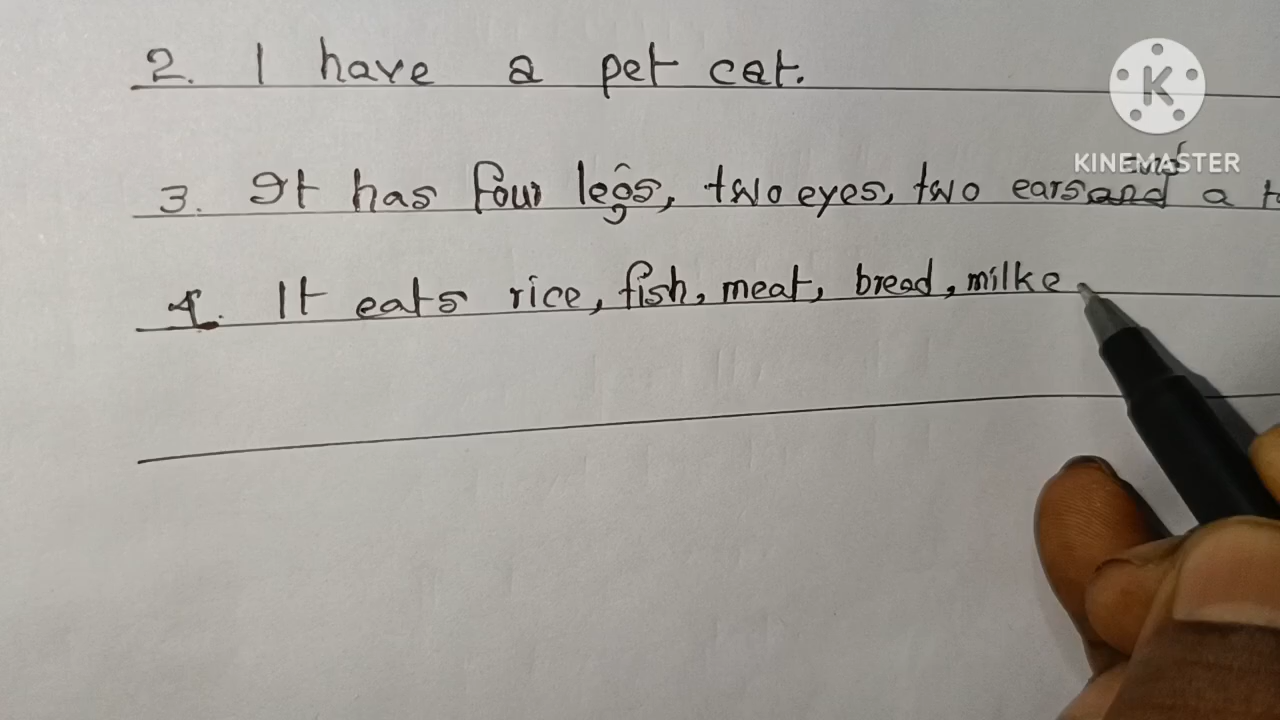 2. I have a pet cat.
K
KINEMASTER
and
3. It has four legs, two eyes, two ears and a
4. It eats rice, fish, meat, bread, milke